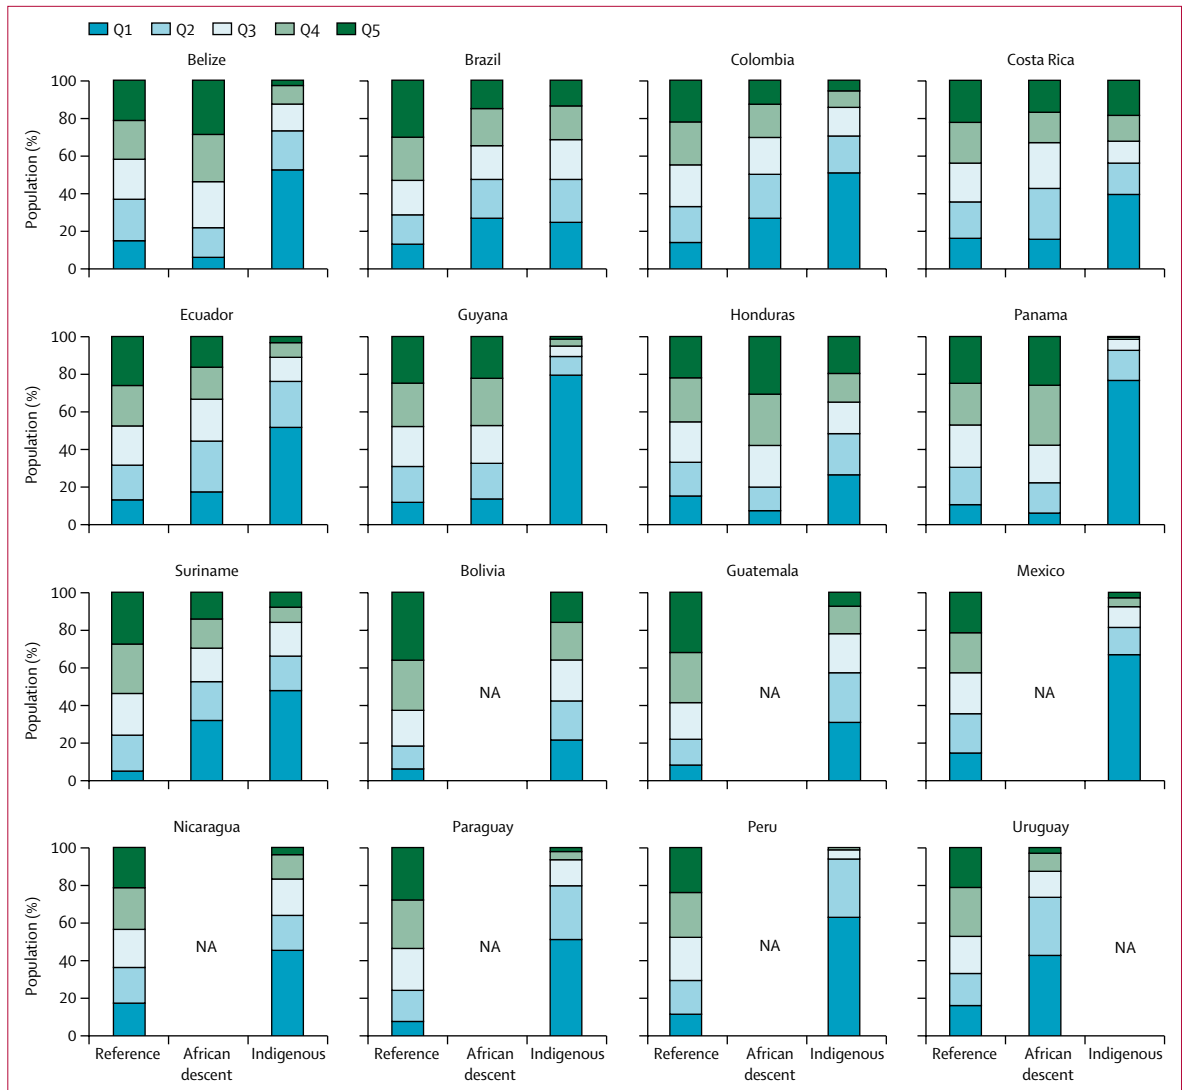 Q1 Q2 Q3 Q4 Q5
Belize Brazil Colombia Costa Rica
Population (%)
100
80
60
40
20
0
Ecuador Guyana Honduras Panama
Population (%)
100
80
60
40
20
0
Suriname Bolivia Guatemala Mexico
Population (%)
100
80
60
40
20
0
NA NA NA
Nicaragua Paraguay Peru Uruguay
Population (%)
100
80
60
40
20
0
NA NA NA NA
Reference African Indigenous Reference African Indigenous Reference African Indigenous Reference African Indigenous
descent descent descent descent